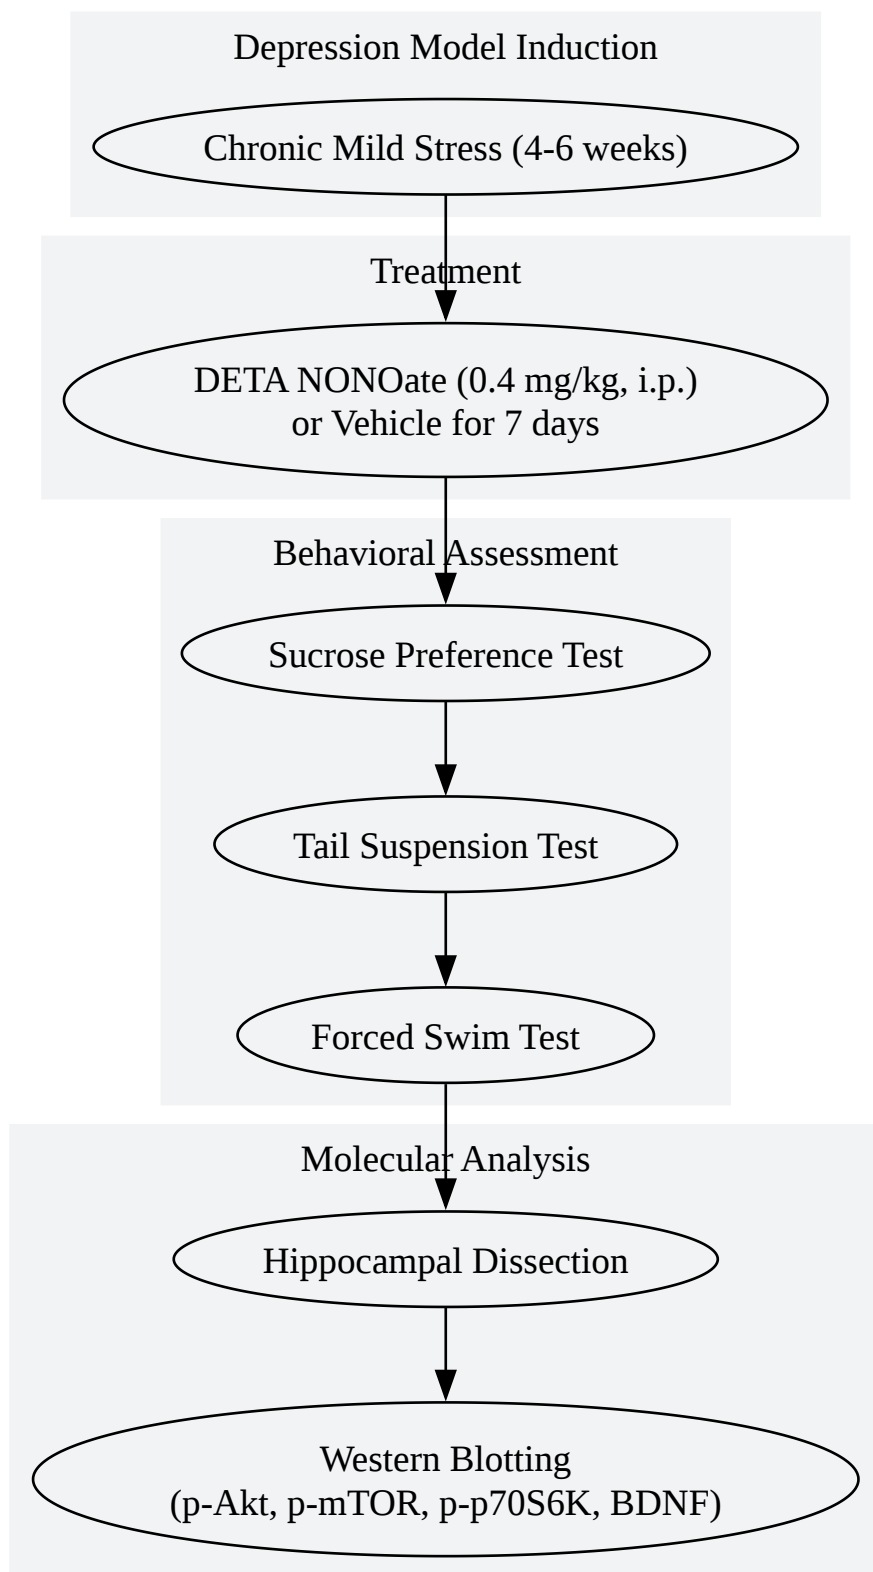 Depression Model Induction
Chronic Mild Stress (4-6 weeks)
Treatment
DETA NONOate (0.4 mg/kg, i.p.)
or Vehicle for 7 days
Behavioral Assessment
Sucrose Preference Test
Tail Suspension Test
Forced Swim Test
Molecular Analysis
Hippocampal Dissection
Western Blotting
(p-Akt, p-mTOR, p-p70S6K, BDNF)